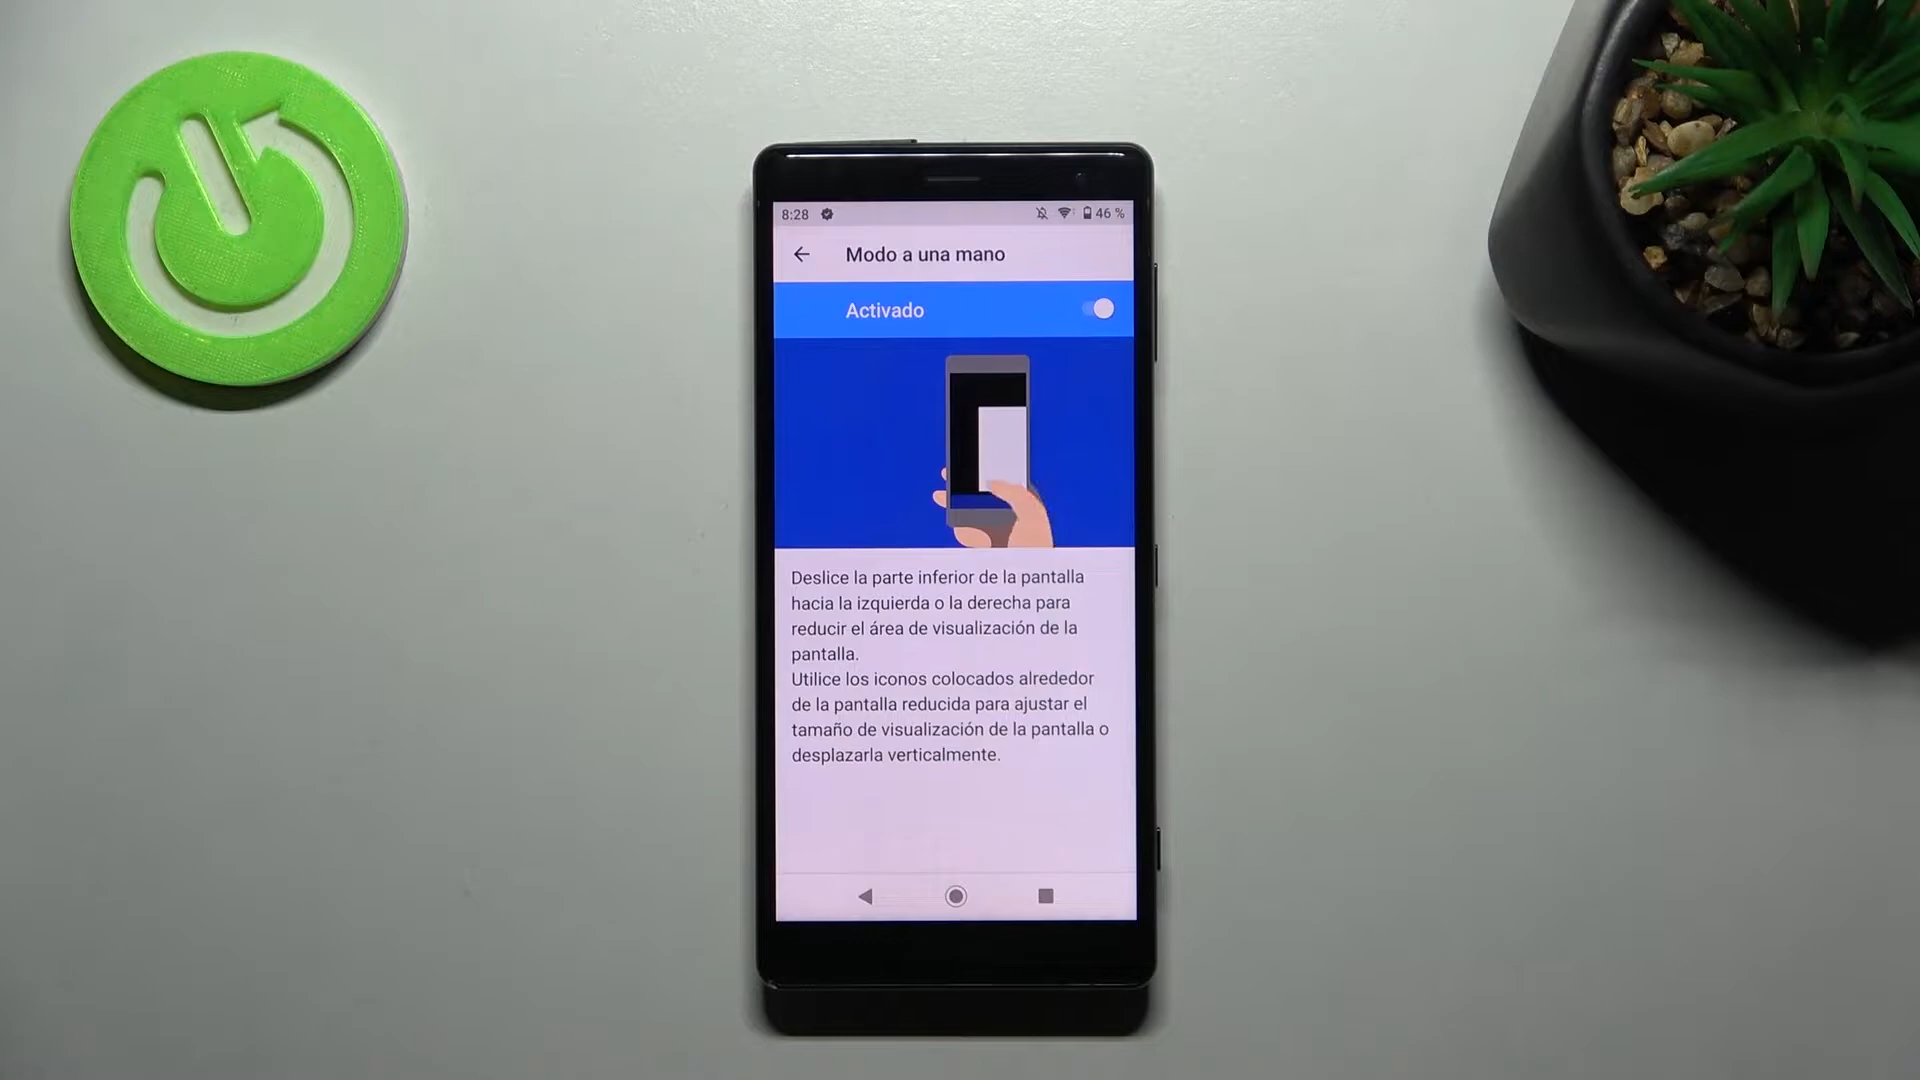 8:28 46 %
Modo a una mano
Activado
Deslice la parte inferior de la pantalla
hacia la izquierda o la derecha para
reducir el área de visualización de la
pantalla.
Utilice los iconos colocados alrededor
de la pantalla reducida para ajustar el
tamaño de visualización de la pantalla o
desplazarla verticalmente.